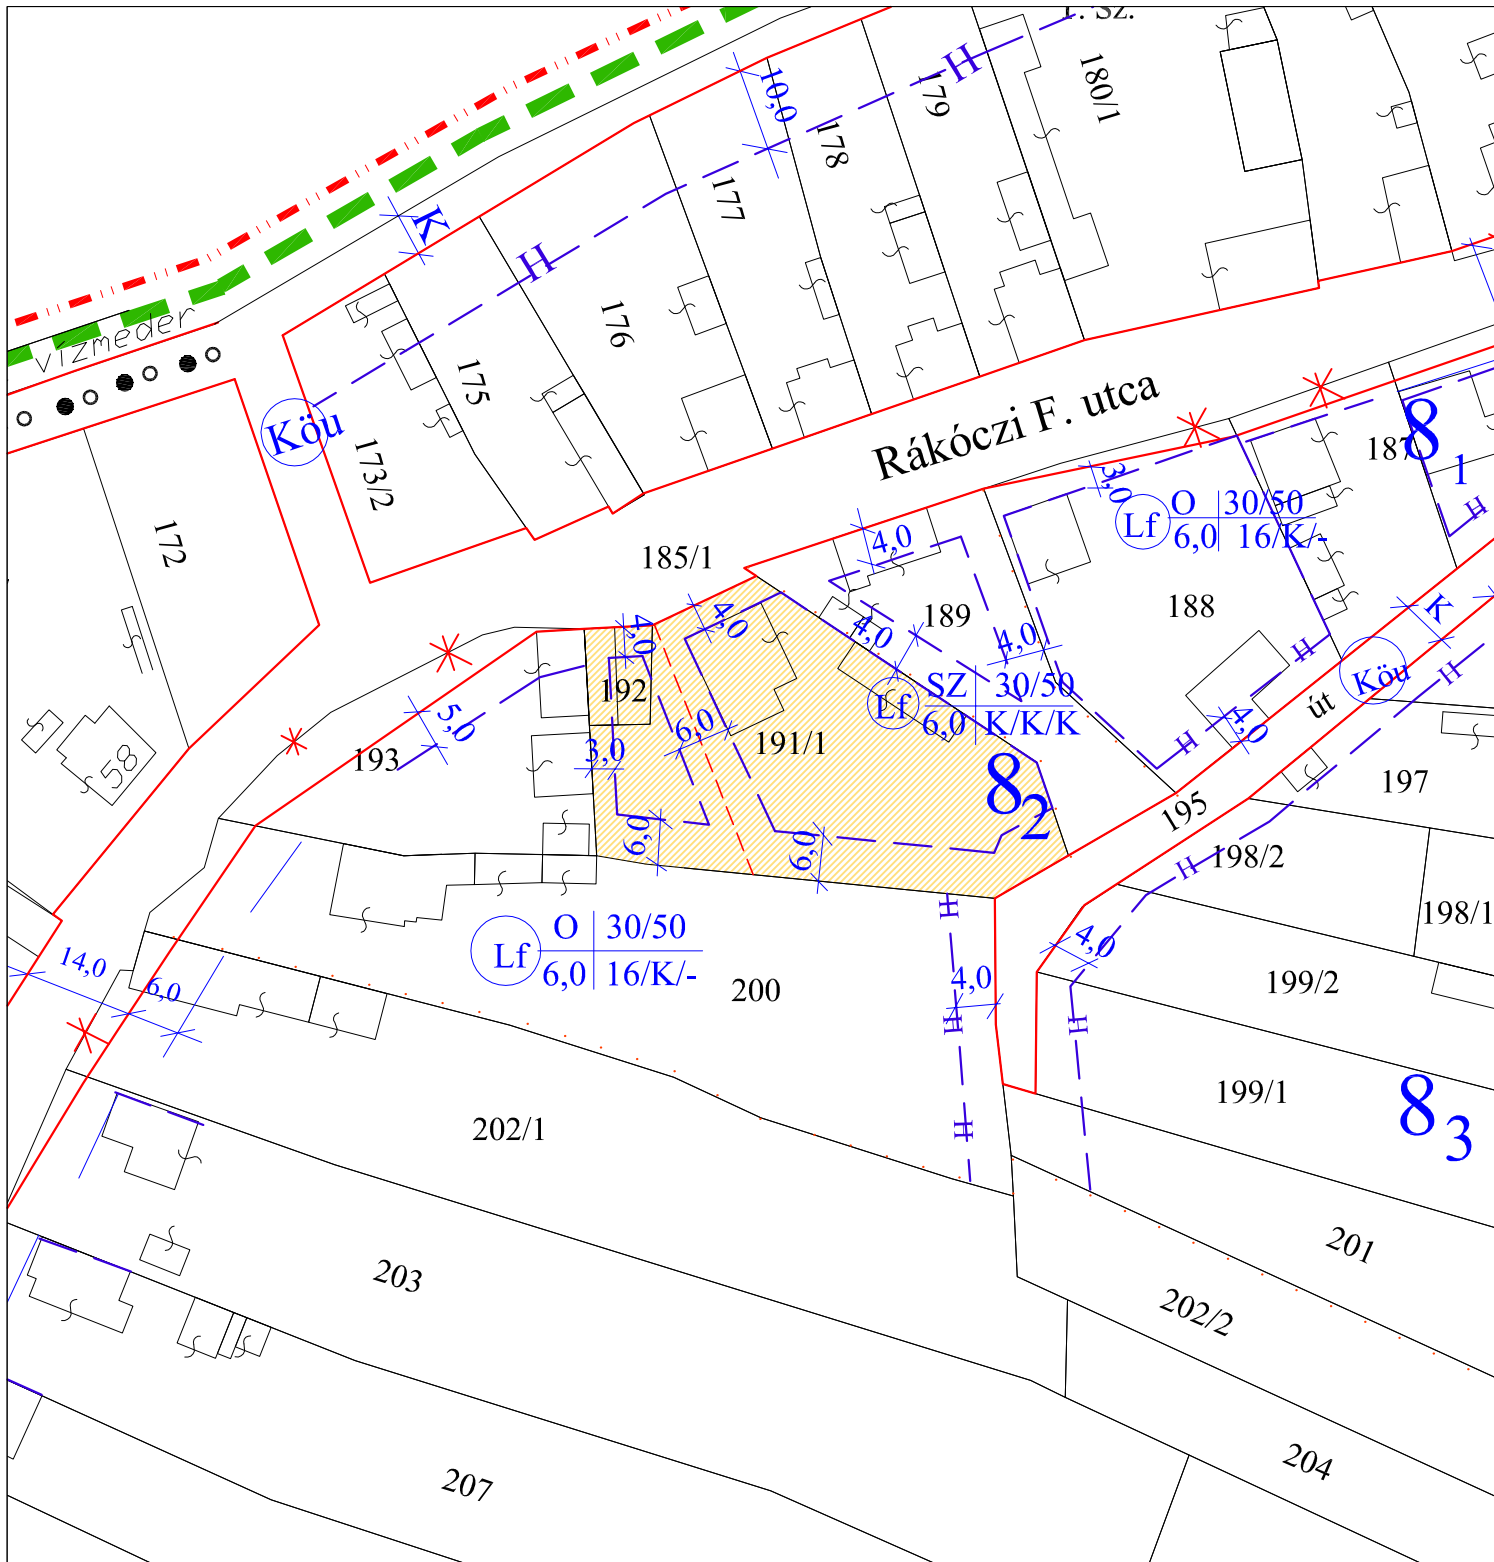 F. Sz.
H
179
180/1
10,0
178
177
K
H
176
vízmeder
175
Rákóczi F. utca
Köu
173/2
187
8
1
172
185/1
4,0
3,0
Lf
O
30/50
6,0
16/K/-
H
189
188
K
4,0
4,0
4,0
4,0
H
Köu
H
192
Lf
SZ
30/50
6,0
K/K/K
út
5,0
6,0
191/1
4,0
H
193
3,0
58
8
2
195
197
6,0
6,0
H
198/2
198/1
H
Lf
O
30/50
6,0
16/K/-
4,0
14,0
6,0
200
4,0
199/2
H
H
199/1
8
3
202/1
H
201
203
202/2
204
207